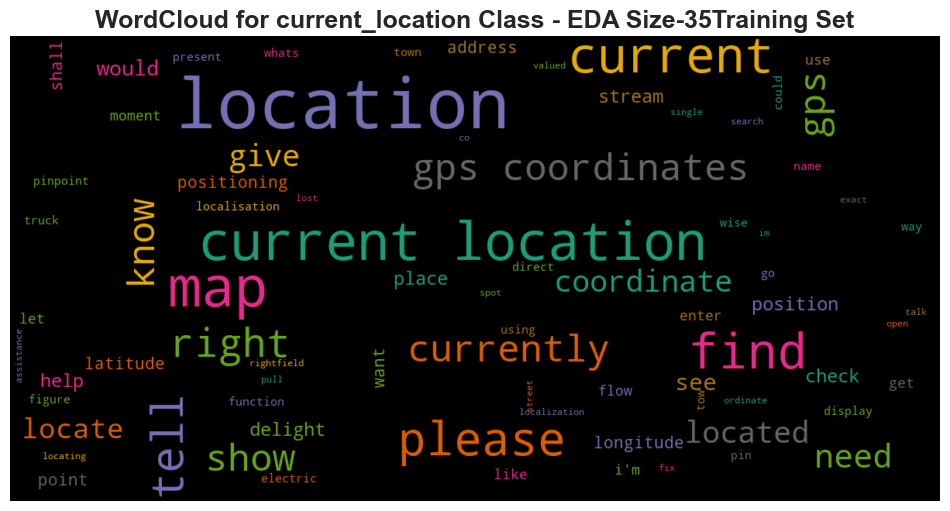 WordCloud for current_location Class - EDA Size-35Training Set
shall
would
present
whats
town
address
valued
current
use
moment
location
stream
single
could
search
gps
co
give
gps coordinates
name
pinpoint
positioning
lost
localisation
exact
truck
know
current location
wise
im
way
map
place
direct
spot
coordinate
go
position
let
right
using
enter
talk
open
assistance
latitude
rightfield
pull
currently
find
want
help
figure
function
street
flow
see
check
get
localization
tow
ordinate
display
locate
tell
delight
please
longitude
located
locating
show
pin
need
point
electric
like
i'm
fix